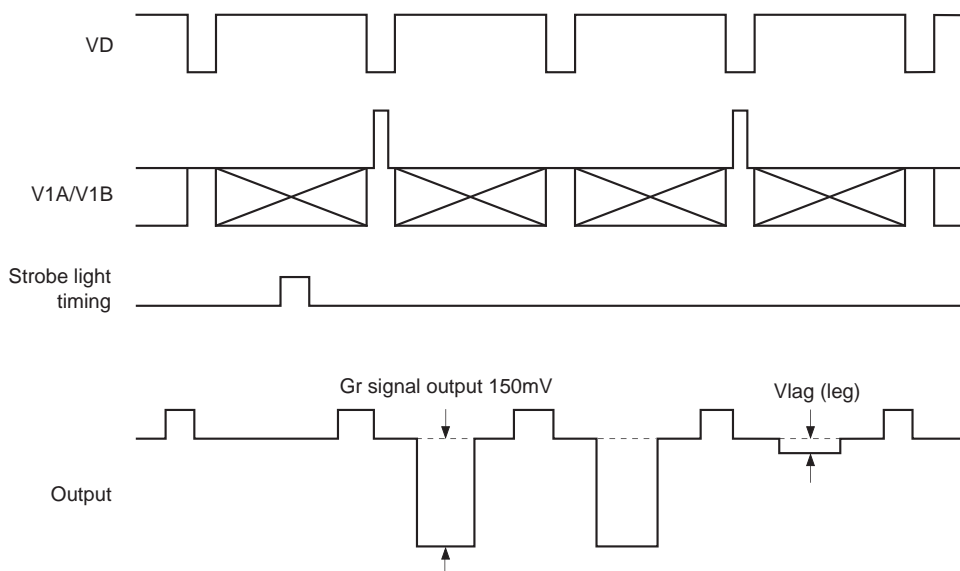 VD
V1A/V1B
Strobe light
timing
Gr signal output 150mV
Vlag (leg)
Output